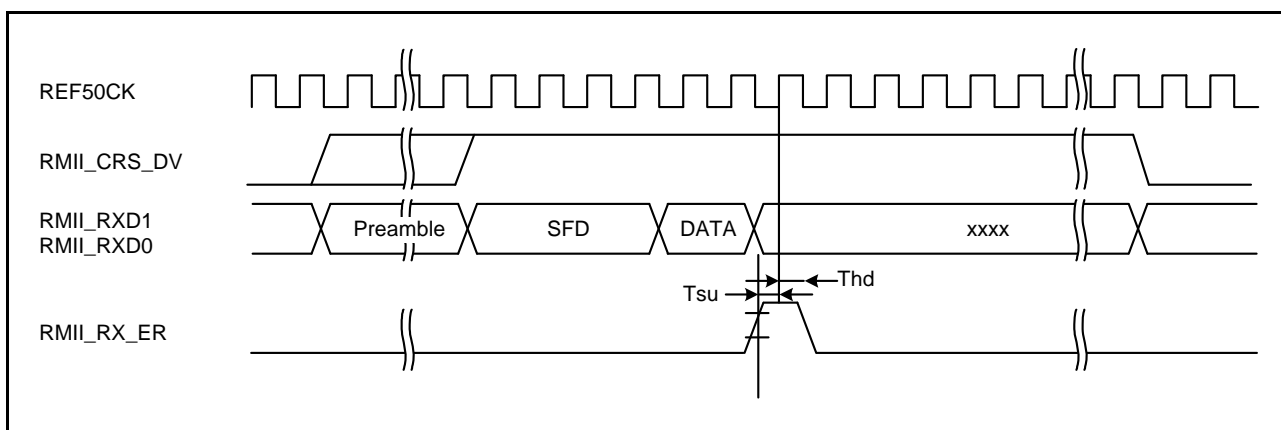 REF50CK
RMII_CRS_DV
RMII_RXD1
RMII_RXD0
Preamble
SFD
DATA
xxxx
Thd
Tsu
RMII_RX_ER